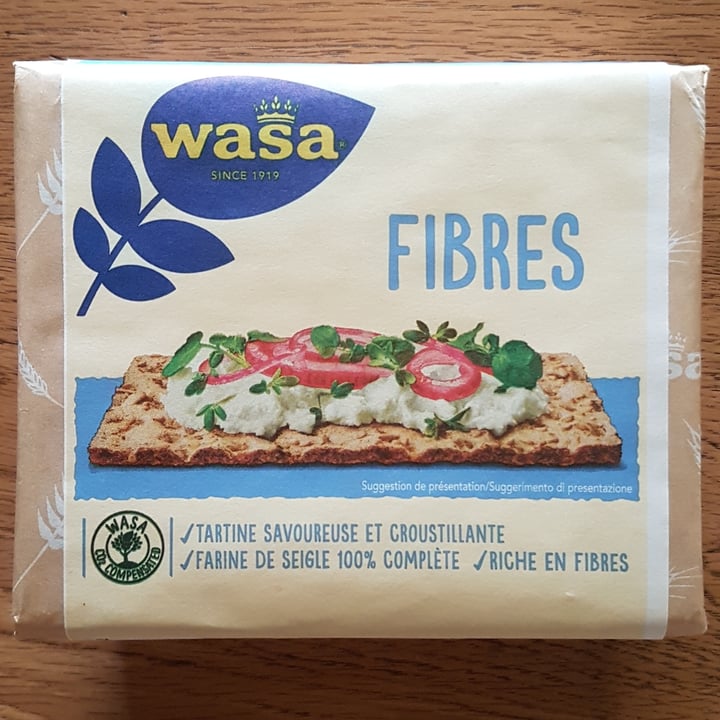 wasa
SINCE 1919
FIBRES
Suggestion de présentation/Suggerimento di presentazione
WASA
CO2 COMPENSATED
✓TARTINE SAVOUREUSE ET CROUSTILLANTE
✓FARINE DE SEIGLE 100% COMPLÈTE ✓RICHE EN FIBRES